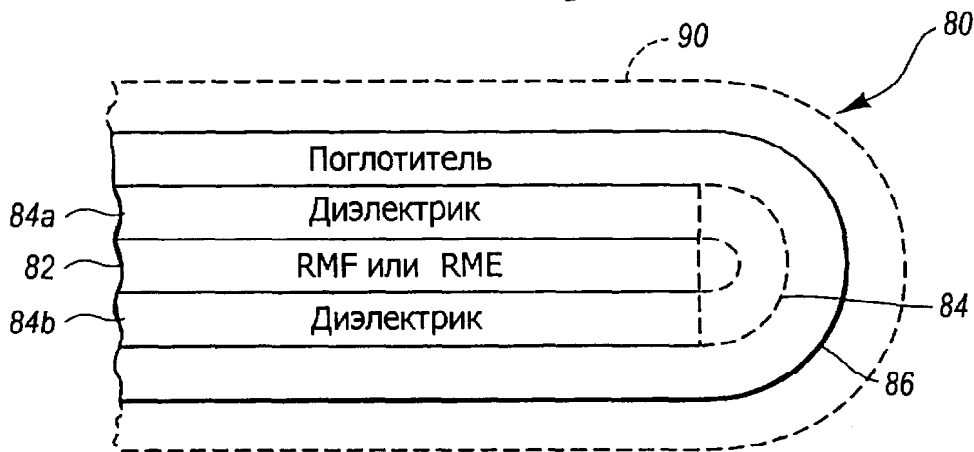 80
90
Поглотитель
84a
Диэлектрик
82
RMF или RME
84b
Диэлектрик
84
86